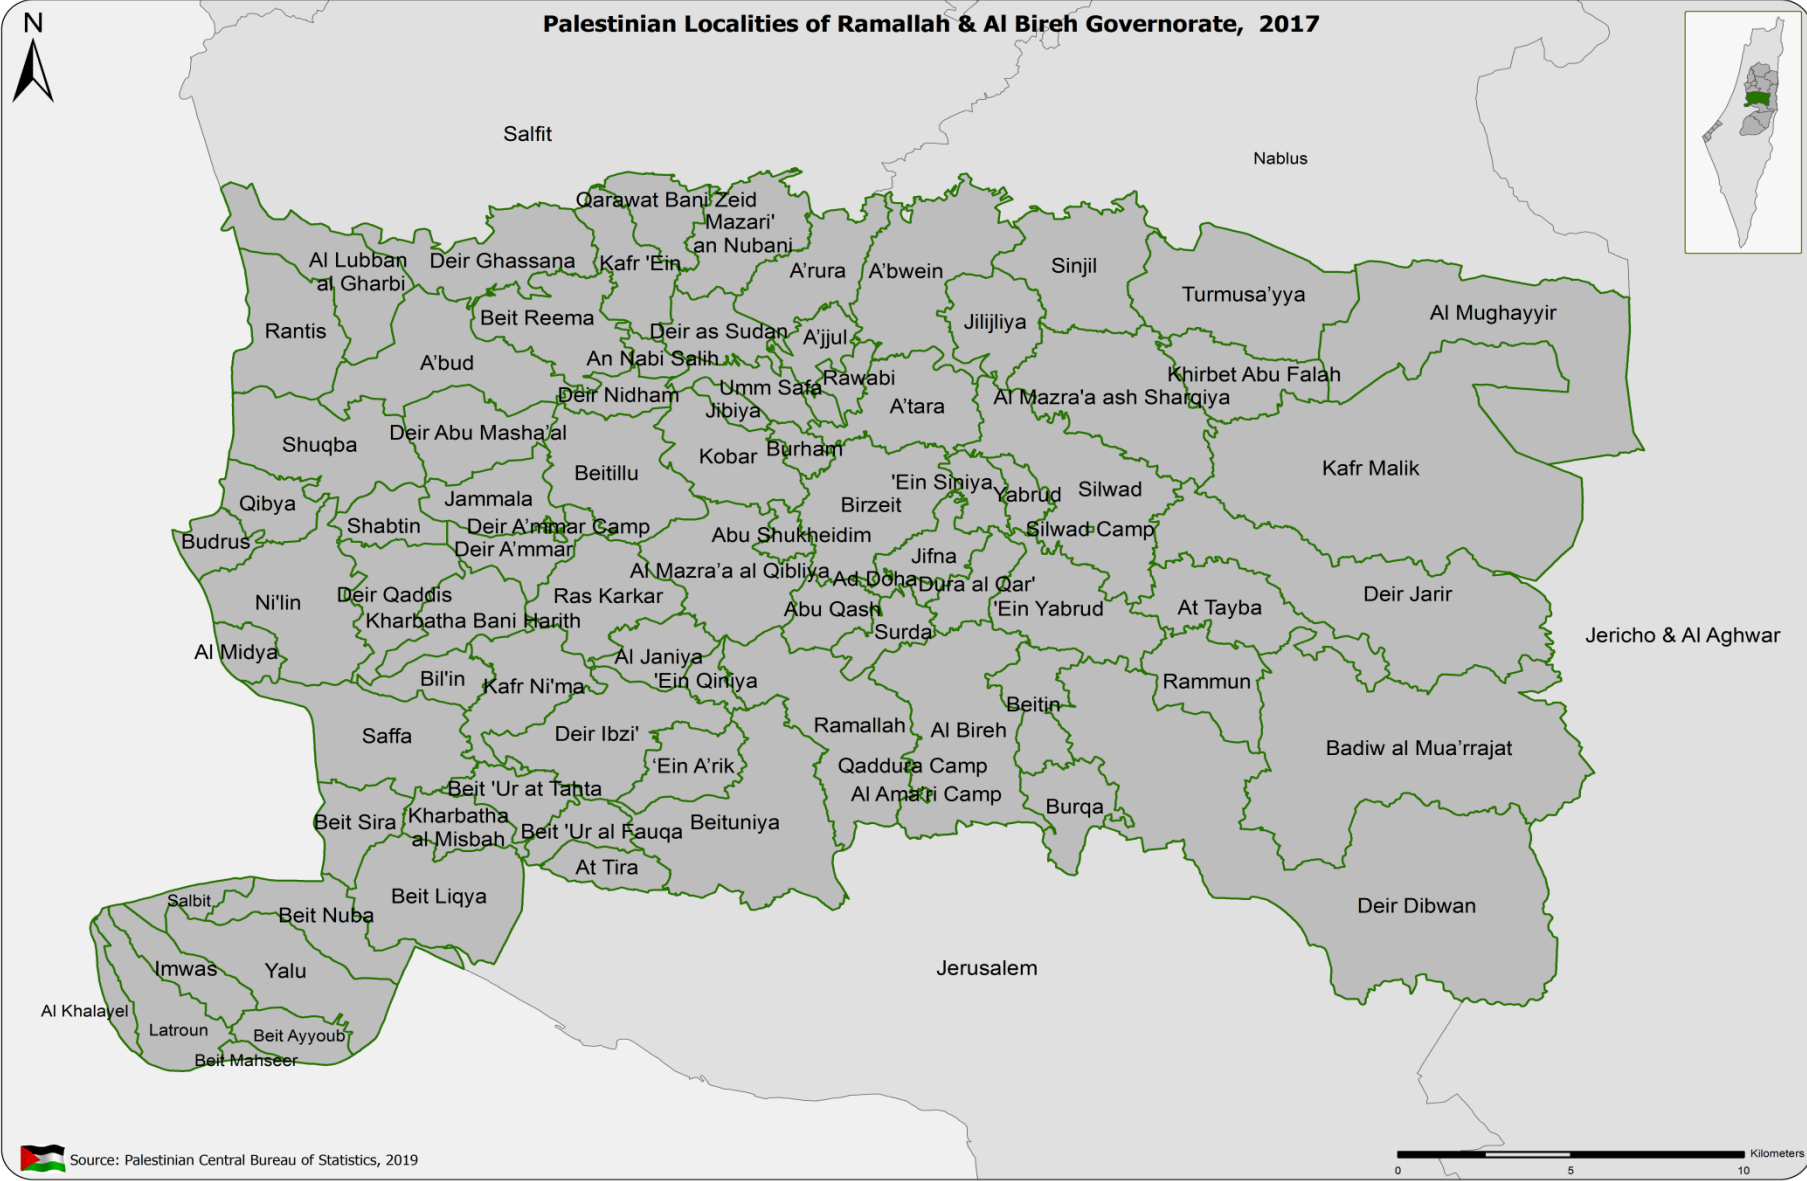 Palestinian Localities of Ramallah & Al Bireh Governorate, 2017
N
Salfit
Nablus
Qarawat Bani Zeid
Mazari'
an Nubani
Al Lubban
al Gharbi
Deir Ghassana
Kafr 'Ein
A'rura
A'bwein
Sinjil
Turmusa'yya
Al Mughayyir
Rantis
Beit Reema
Deir as Sudan
A'jjul
Jilijliya
A'bud
An Nabi Salih
Umm Safa
Rawabi
Khirbet Abu Falah
Deir Nidham
Jibiya
A'tara
Al Mazra'a ash Sharqiya
Shuqba
Deir Abu Masha'al
Beitillu
Kobar
Burham
Kafr Malik
Qibya
Jammala
Birzeit
'Ein Siniya
Yabrud
Silwad
Budrus
Shabtin
Deir A'mmar Camp
Abu Shukheidim
Silwad Camp
Deir A'mmar
Jifna
Al Mazra'a al Qibliya
Ad Doha
Dura al Qar'
Ni'lin
Deir Qaddis
Ras Karkar
Abu Qash
'Ein Yabrud
At Tayba
Deir Jarir
Kharbatha Bani Harith
Surda
Jericho & Al Aghwar
Al Midya
Al Janiya
Bil'in
Kafr Ni'ma
'Ein Qiniya
Rammun
Beitin
Saffa
Deir Ibzi'
Ramallah
Al Bireh
Badiw al Mua'rrajat
'Ein A'rik
Qaddura Camp
Beit 'Ur at Tahta
Al Ama'ri Camp
Burqa
Beit Sira
Kharbatha
al Misbah
Beit 'Ur al Fauqa
Beituniya
At Tira
Beit Liqya
Salbit
Beit Nuba
Deir Dibwan
Imwas
Yalu
Jerusalem
Al Khalayel
Latroun
Beit Ayyoub
Beit Mahseer
Source: Palestinian Central Bureau of Statistics, 2019
Kilometers
0 5 10